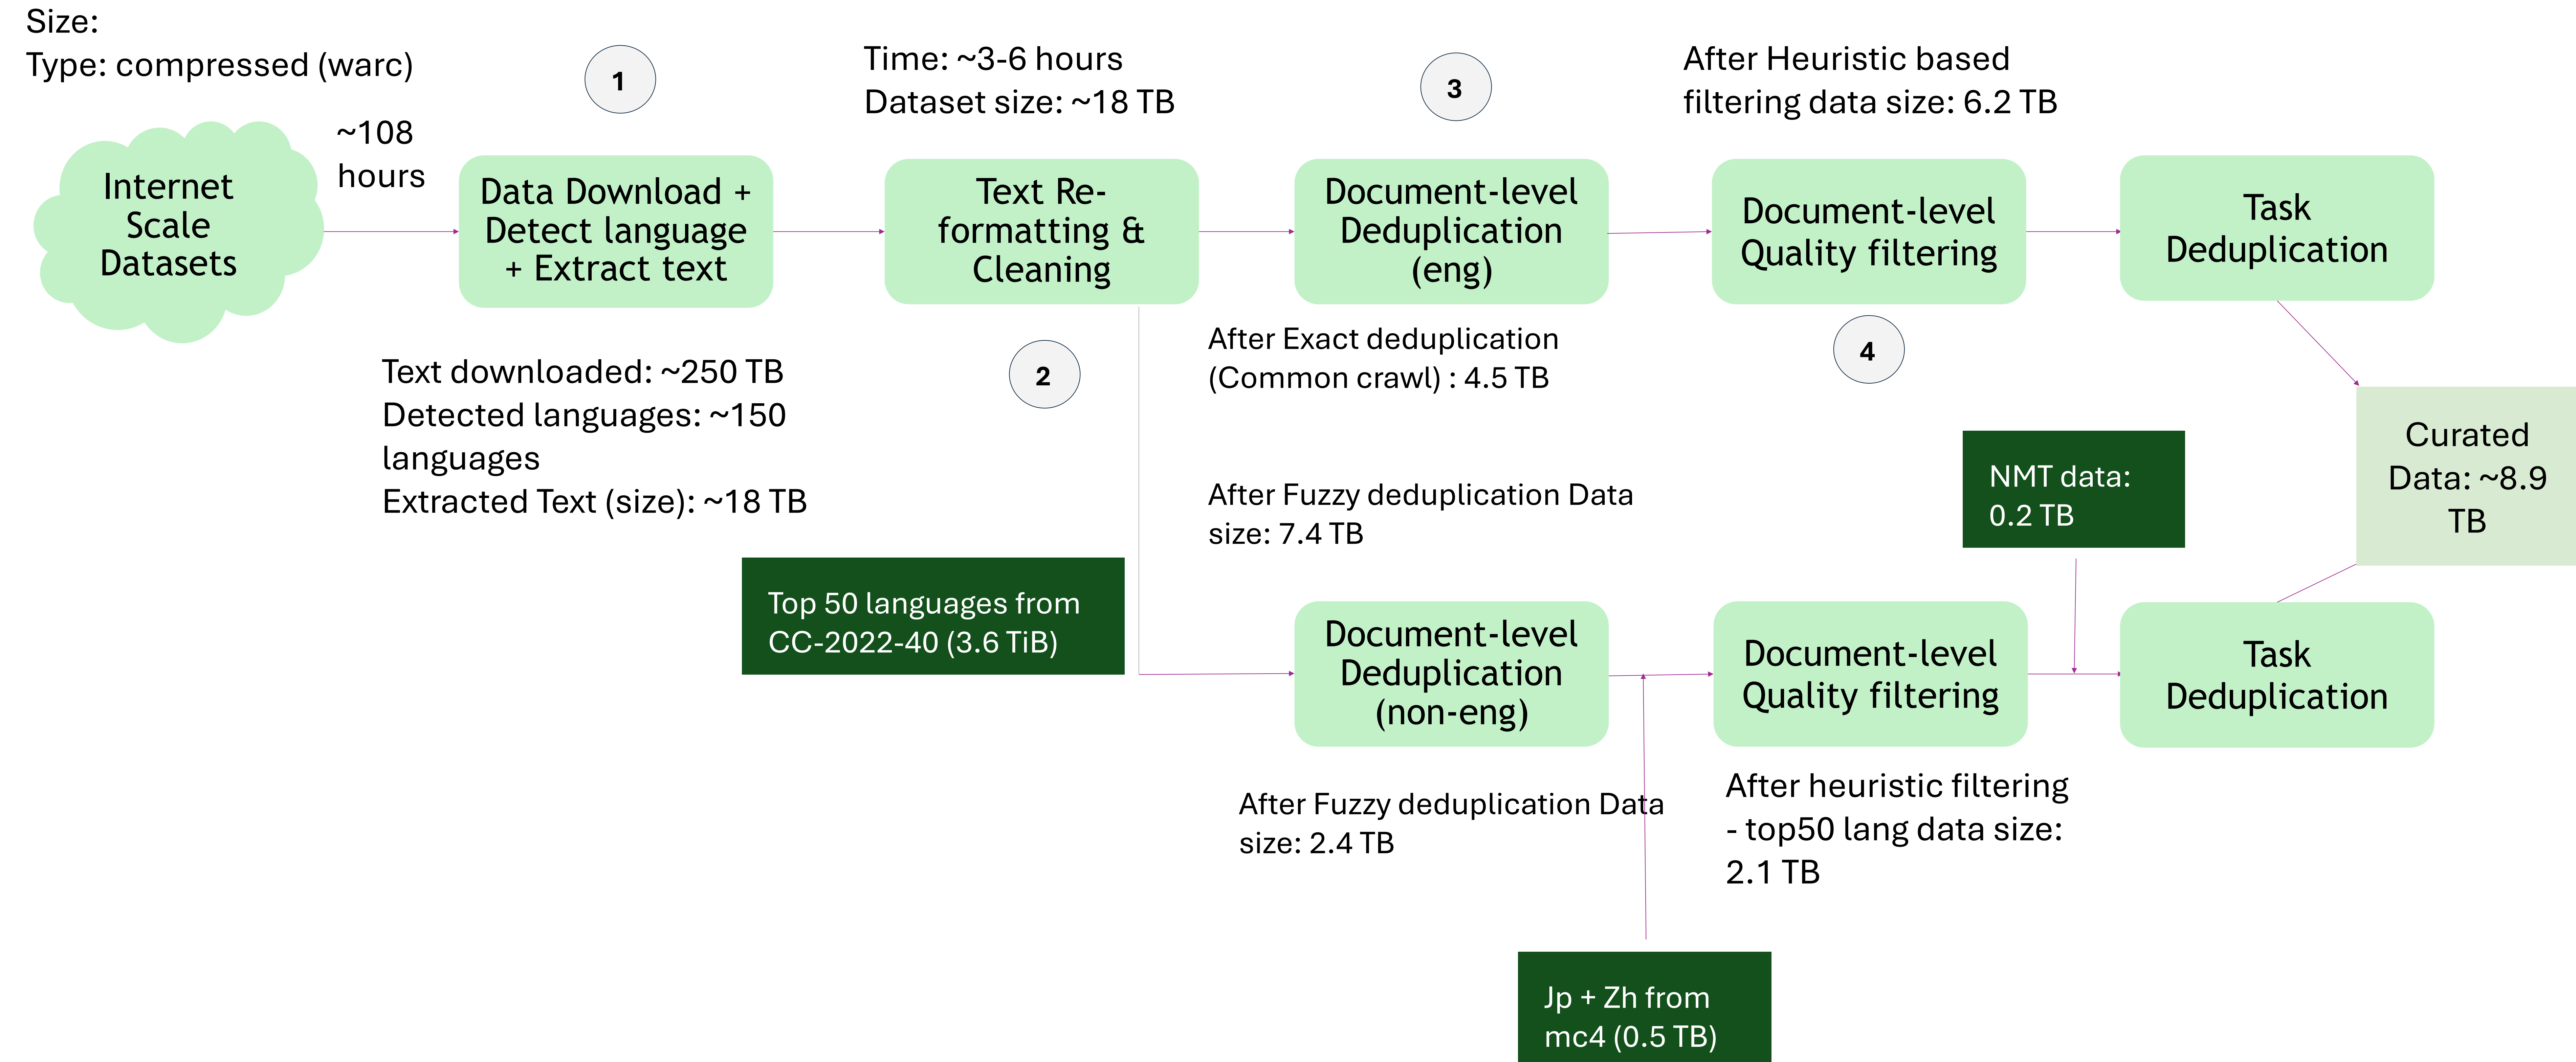 Size:
Type: compressed (warc)
1
Time: ~3-6 hours
Dataset size: ~18 TB
3
After Heuristic based
filtering data size: 6.2 TB
~108
hours
Internet
Scale
Datasets
Data Download +
Detect language
+ Extract text
Text Re-
formatting &
Cleaning
Document-level
Deduplication
(eng)
Document-level
Quality filtering
Task
Deduplication
Text downloaded: ~250 TB
Detected languages: ~150
languages
Extracted Text (size): ~18 TB
2
After Exact deduplication
(Common crawl) : 4.5 TB
4
After Fuzzy deduplication Data
size: 7.4 TB
NMT data:
0.2 TB
Curated
Data: ~8.9
TB
Top 50 languages from
CC-2022-40 (3.6 TiB)
Document-level
Deduplication
(non-eng)
Document-level
Quality filtering
Task
Deduplication
After Fuzzy deduplication Data
size: 2.4 TB
After heuristic filtering
- top50 lang data size:
2.1 TB
Jp + Zh from
mc4 (0.5 TB)